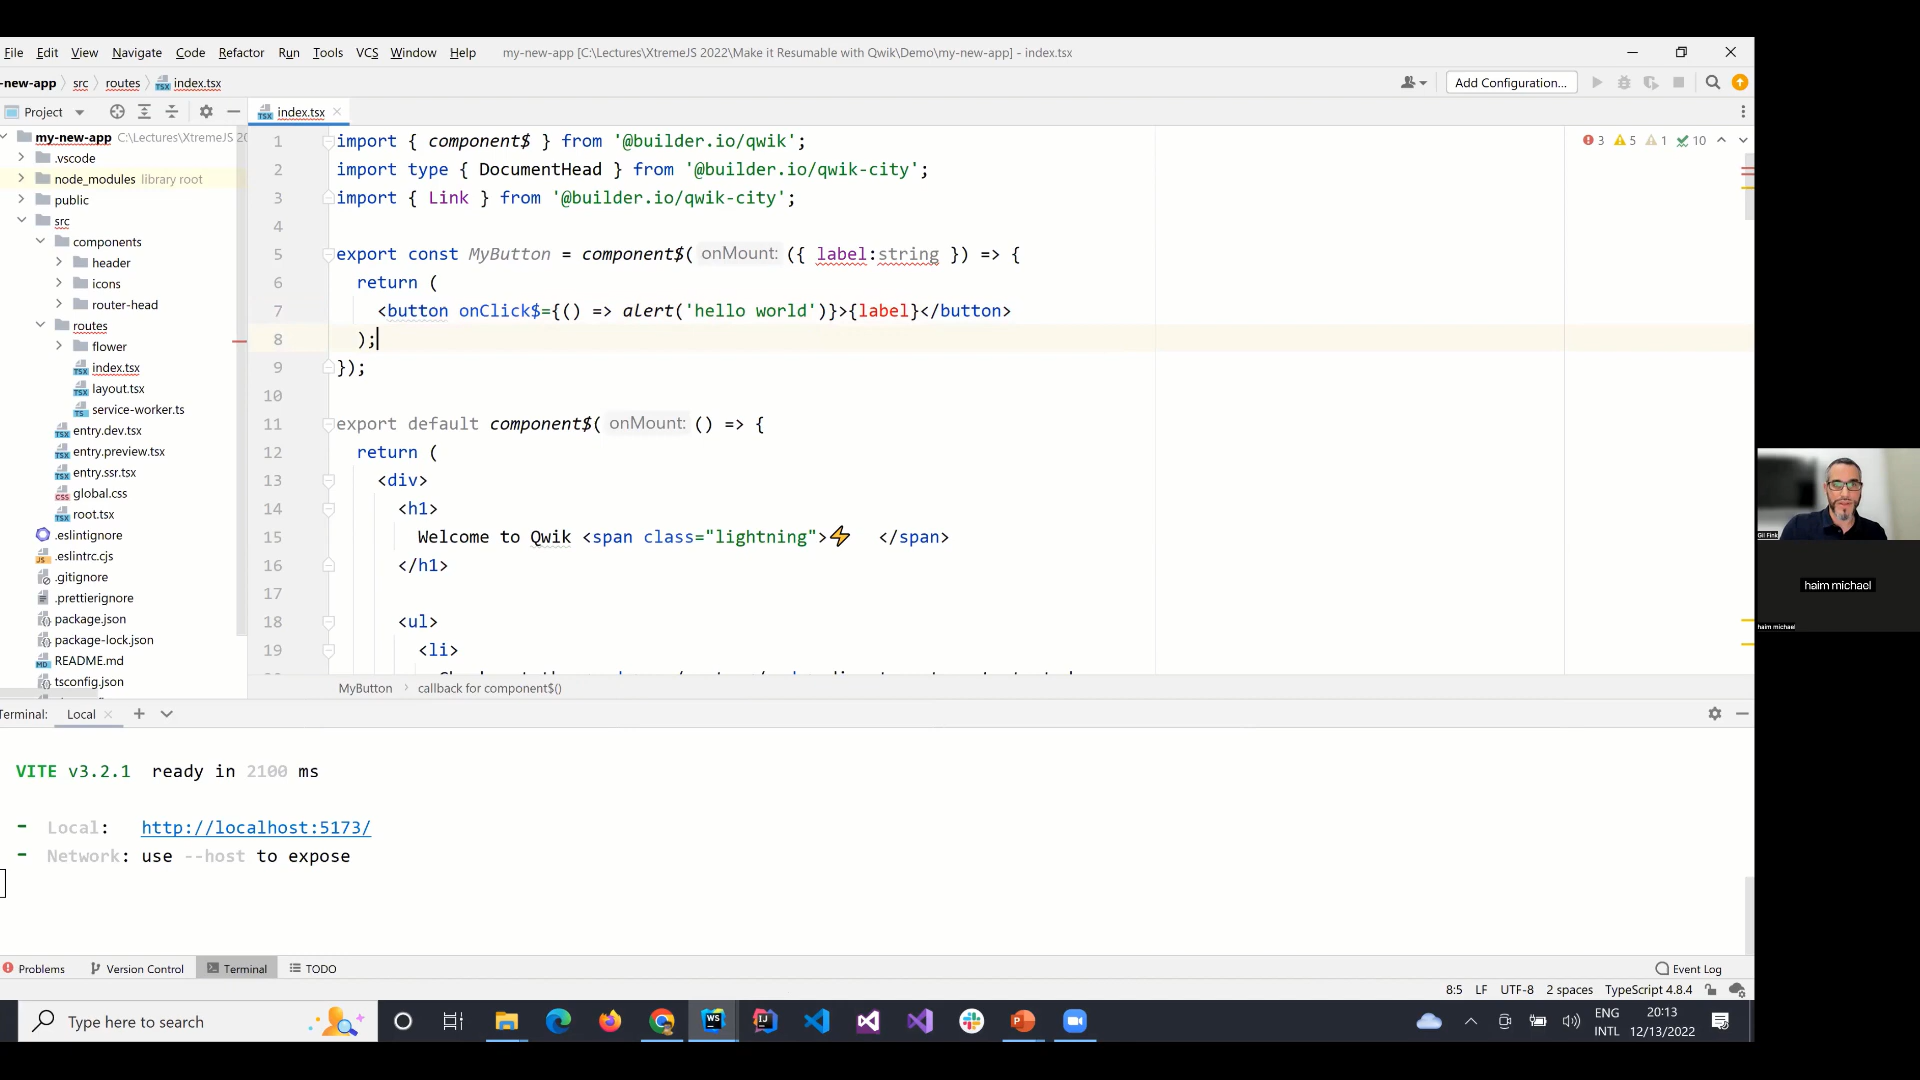 File Edit View Navigate Code Refactor Run Tools VCS Window Help my-new-app [C:\Lectures\XtremeJS 2022\Make it Resumable with Qwik\Demo\my-new-app] - index.tsx
-new-app src routes index.tsx Add Configuration...
Project index.tsx
my-new-app C:\Lectures\XtremeJS 20
.vscode
node_modules library root
public
src
components
header
icons
router-head
routes
flower
index.tsx
layout.tsx
service-worker.ts
entry.dev.tsx
entry.preview.tsx
entry.ssr.tsx
global.css
root.tsx
.eslintignore
.eslintrc.cjs
.gitignore
.prettierignore
package.json
package-lock.json
README.md
tsconfig.json
3 5 1 10
1 import { component$ } from '@builder.io/qwik';
2 import type { DocumentHead } from '@builder.io/qwik-city';
3 import { Link } from '@builder.io/qwik-city';
4
5 export const MyButton = component$( onMount: ({ label:string }) => {
6 return (
7 <button onClick$={() => alert('hello world')}>{label}</button>
8 );
9 });
10
11 export default component$( onMount: () => {
12 return (
13 <div>
14 <h1>
15 Welcome to Qwik <span class="lightning">⚡ </span>
16 </h1>
17
18 <ul>
19 <li>
MyButton callback for component$()
Terminal: Local
VITE v3.2.1 ready in 2100 ms
- Local: http://localhost:5173/
- Network: use --host to expose
Problems Version Control Terminal TODO Event Log
8:5 LF UTF-8 2 spaces TypeScript 4.8.4
Type here to search
ENG
INTL
20:13
12/13/2022
Gil Fink
haim michael
haim michael